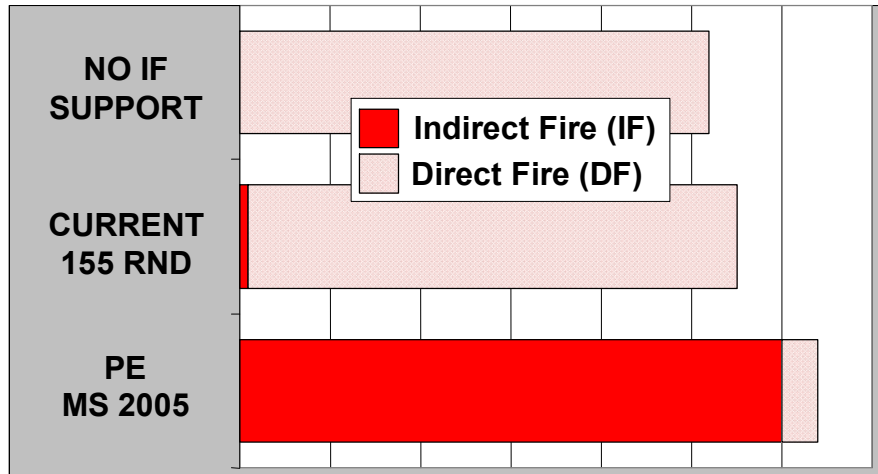 NO IF
SUPPORT
Indirect Fire (IF)
Direct Fire (DF)
CURRENT
155 RND
PE
MS 2005